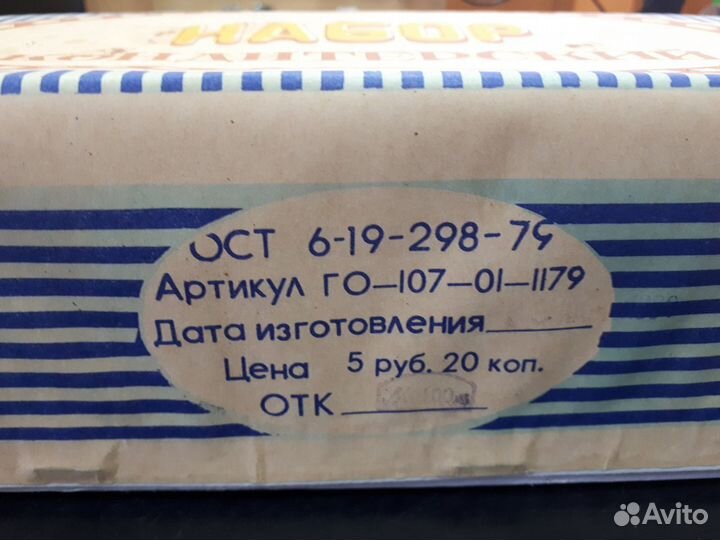 НАБОР
КОНДИТЕРСКИЙ
ОСТ 6-19-298-79
Артикул ГО-107-01-1179
Дата изготовления
Цена 5 руб. 20 коп.
ОТК
Avito